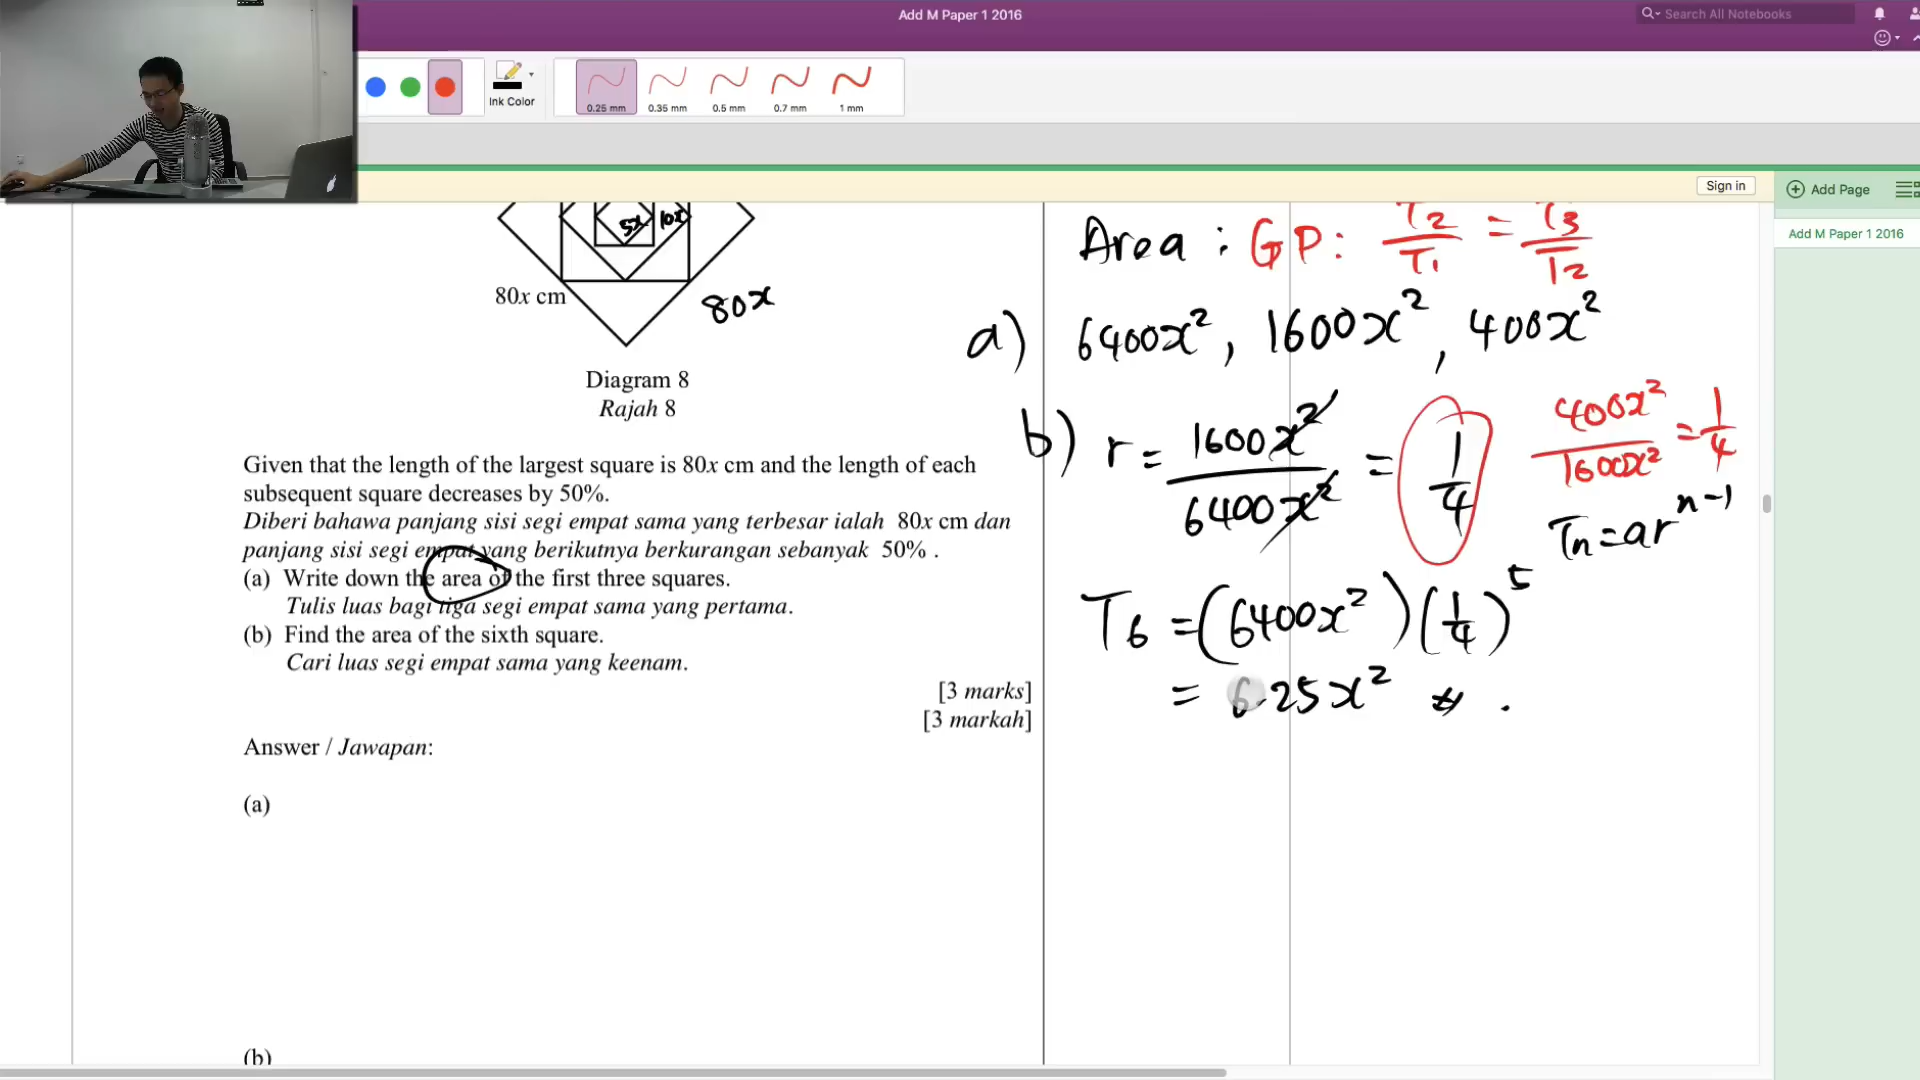 Add M Paper 1 2016
Search All Notebooks
Ink Color
0.25 mm
0.35 mm
0.5 mm
0.7 mm
1 mm
Sign in
Add Page
Add M Paper 1 2016
5x 10x
80x cm
80x
Diagram 8
Rajah 8
Given that the length of the largest square is 80x cm and the length of each
subsequent square decreases by 50%.
Diberi bahawa panjang sisi segi empat sama yang terbesar ialah 80x cm dan
panjang sisi segi empat yang berikutnya berkurangan sebanyak 50% .
(a) Write down the area of the first three squares.
Tulis luas bagi tiga segi empat sama yang pertama.
(b) Find the area of the sixth square.
Cari luas segi empat sama yang keenam.
[3 marks]
[3 markah]
Answer / Jawapan:
(a)
(b)
Area : GP: T2/T1 = T3/T2
a) 6400x², 1600x², 400x²
b) r = 1600x²/6400x² = 1/4
400x²/1600x² = 1/4
Tn = ar^n-1
T6 = (6400x²)(1/4)^5
= 6.25x²